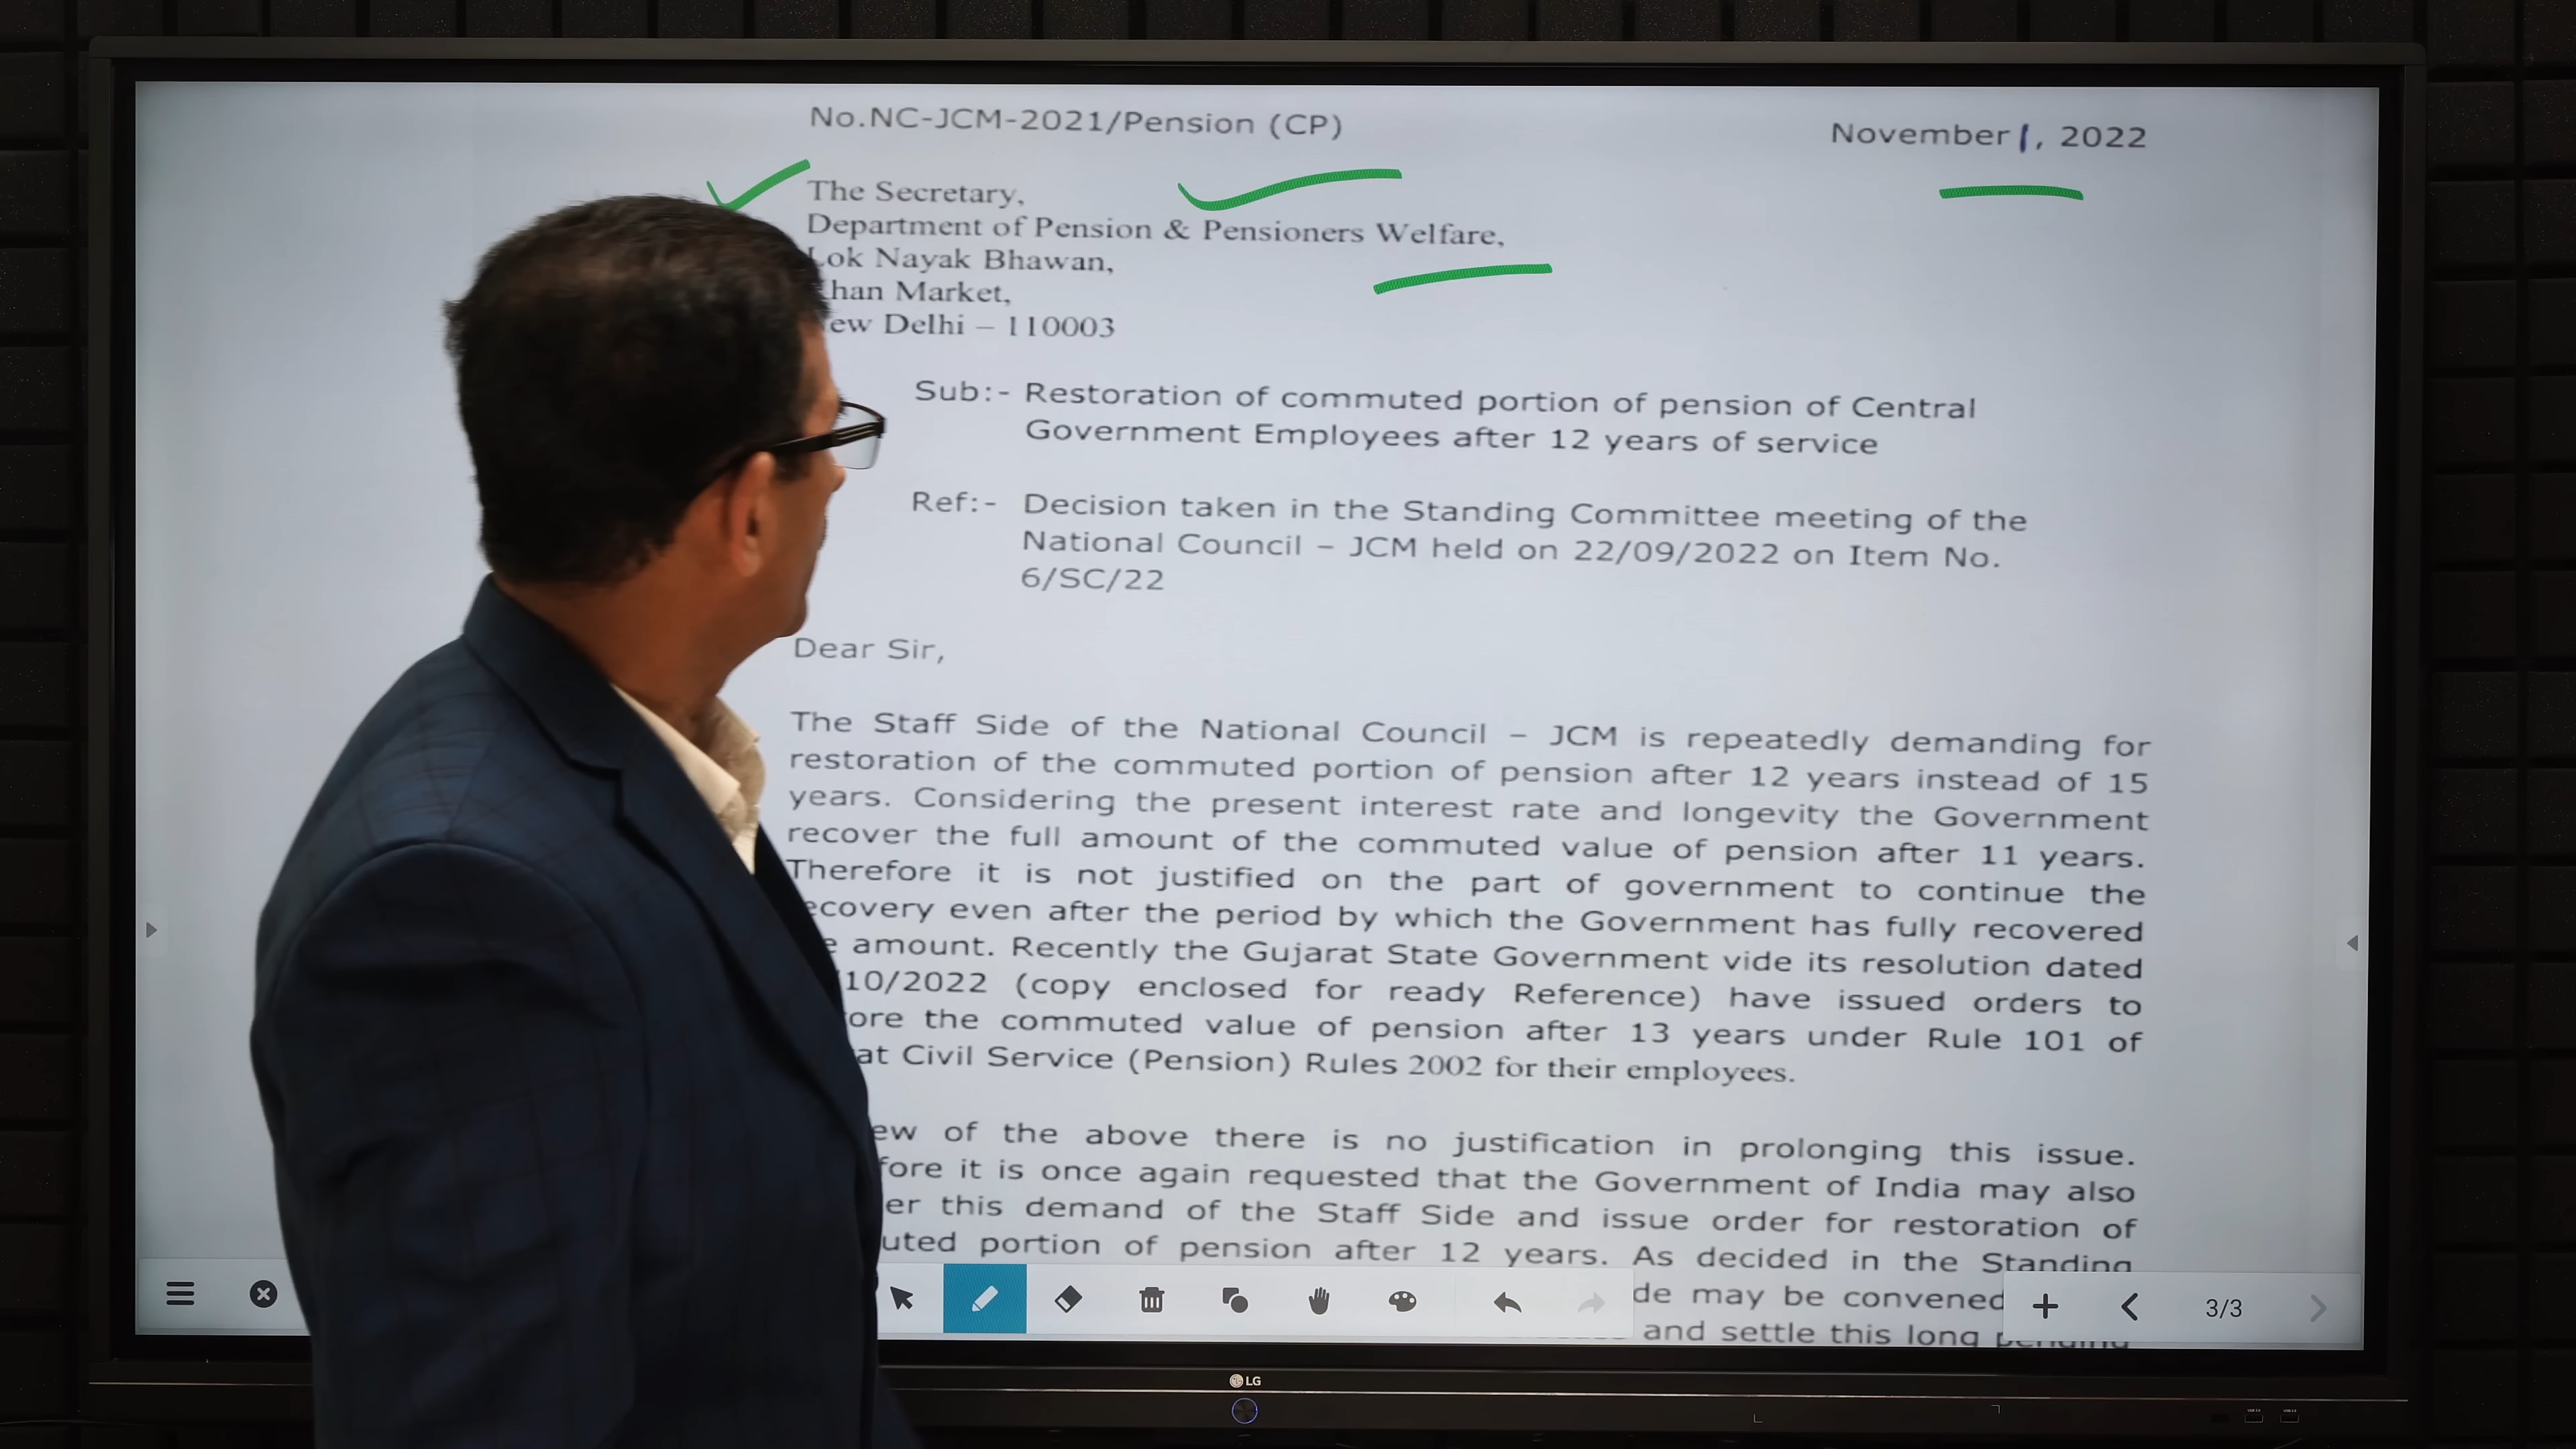 No.NC-JCM-2021/Pension (CP)
November 1, 2022
The Secretary,
Department of Pension & Pensioners Welfare,
Lok Nayak Bhawan,
Khan Market,
New Delhi – 110003
Sub:- Restoration of commuted portion of pension of Central
Government Employees after 12 years of service
Ref:- Decision taken in the Standing Committee meeting of the
National Council – JCM held on 22/09/2022 on Item No.
6/SC/22
Dear Sir,
The Staff Side of the National Council – JCM is repeatedly demanding for
restoration of the commuted portion of pension after 12 years instead of 15
years. Considering the present interest rate and longevity the Government
recover the full amount of the commuted value of pension after 11 years.
Therefore it is not justified on the part of government to continue the
ecovery even after the period by which the Government has fully recovered
e amount. Recently the Gujarat State Government vide its resolution dated
/10/2022 (copy enclosed for ready Reference) have issued orders to
ore the commuted value of pension after 13 years under Rule 101 of
at Civil Service (Pension) Rules 2002 for their employees.
ew of the above there is no justification in prolonging this issue.
fore it is once again requested that the Government of India may also
er this demand of the Staff Side and issue order for restoration of
uted portion of pension after 12 years. As decided in the Standing
de may be convened
and settle this long pending
3/3
LG